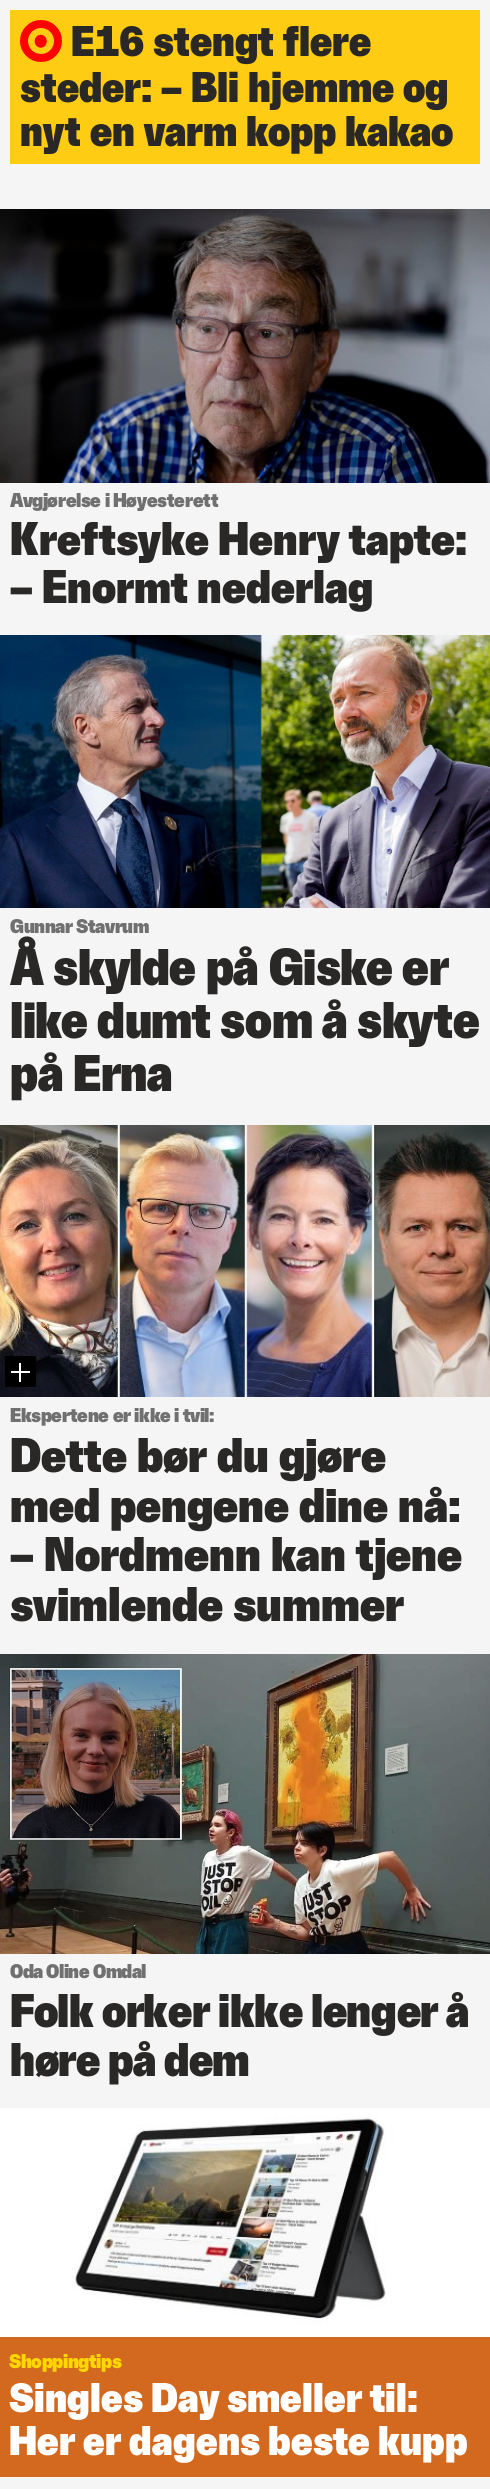 E16 stengt flere
steder: – Bli hjemme og
nyt en varm kopp kakao
Avgjørelse i Høyesterett
Kreftsyke Henry tapte:
– Enormt nederlag
Gunnar Stavrum
Å skylde på Giske er
like dumt som å skyte
på Erna
Ekspertene er ikke i tvil:
Dette bør du gjøre
med pengene dine nå:
– Nordmenn kan tjene
svimlende summer
JUST
STOP
OIL
JUST
STOP
OIL
Oda Oline Omdal
Folk orker ikke lenger å
høre på dem
Shoppingtips
Singles Day smeller til:
Her er dagens beste kupp